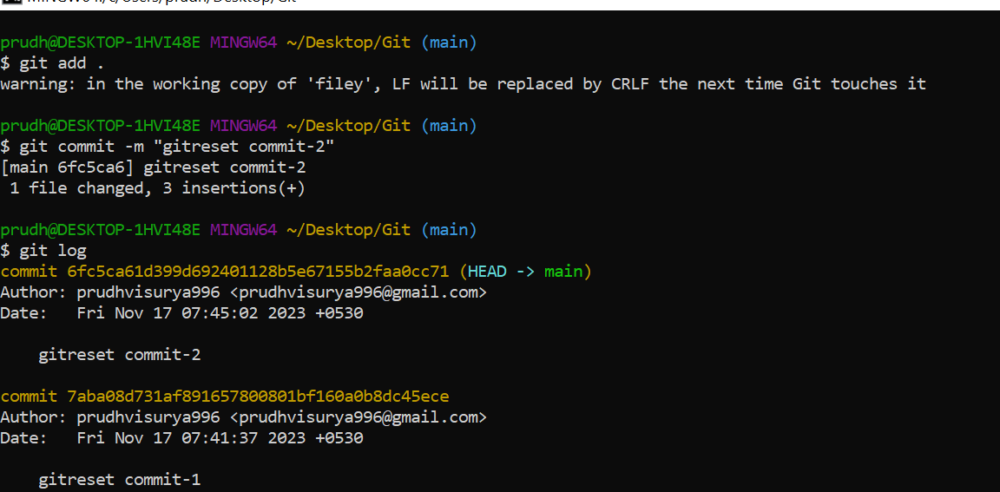 prudh@DESKTOP-1HVI48E MINGW64 ~/Desktop/Git (main)
$ git add .
warning: in the working copy of 'filey', LF will be replaced by CRLF the next time Git touches it
prudh@DESKTOP-1HVI48E MINGW64 ~/Desktop/Git (main)
$ git commit -m "gitreset commit-2"
[main 6fc5ca6] gitreset commit-2
1 file changed, 3 insertions(+)
prudh@DESKTOP-1HVI48E MINGW64 ~/Desktop/Git (main)
$ git log
commit 6fc5ca61d399d692401128b5e67155b2faa0cc71 (HEAD -> main)
Author: prudhvisurya996 <prudhvisurya996@gmail.com>
Date:   Fri Nov 17 07:45:02 2023 +0530
gitreset commit-2
commit 7aba08d731af891657800801bf160a0b8dc45ece
Author: prudhvisurya996 <prudhvisurya996@gmail.com>
Date:   Fri Nov 17 07:41:37 2023 +0530
gitreset commit-1